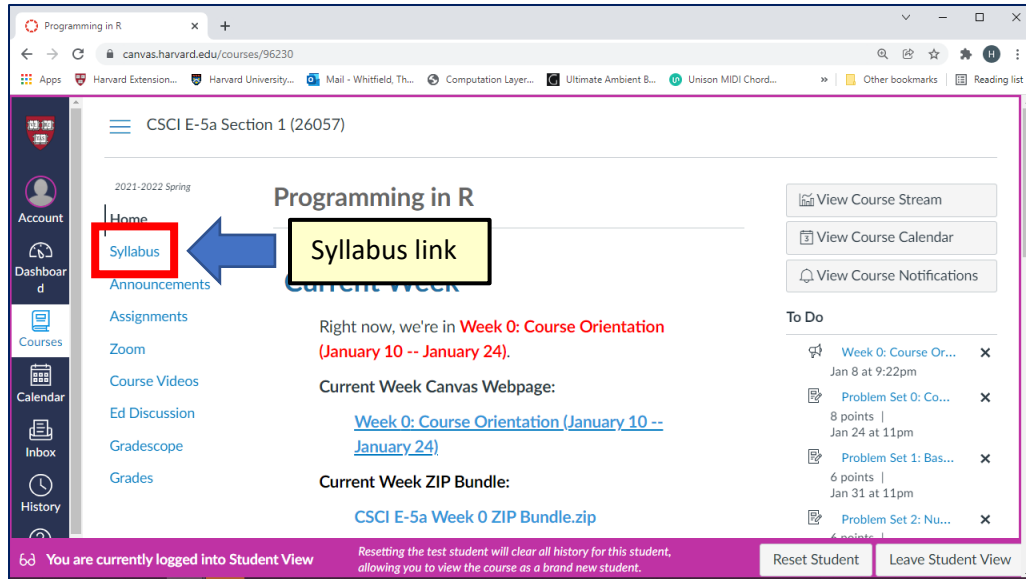 Programming in R
canvas.harvard.edu/courses/96230
H
Apps
Harvard Extension...
Harvard University...
Mail - Whitfield, Th...
Computation Layer...
Ultimate Ambient B...
Unison MIDI Chord...
»
Other bookmarks
Reading list
CSCI E-5a Section 1 (26057)
Account
Dashboar
d
Courses
Calendar
Inbox
History
2021-2022 Spring
Home
Syllabus
Announcements
Assignments
Zoom
Course Videos
Ed Discussion
Gradescope
Grades
Syllabus link
Programming in R
Current Week
Right now, we're in Week 0: Course Orientation
(January 10 -- January 24).
Current Week Canvas Webpage:
Week 0: Course Orientation (January 10 --
January 24)
Current Week ZIP Bundle:
CSCI E-5a Week 0 ZIP Bundle.zip
View Course Stream
3 View Course Calendar
View Course Notifications
To Do
Week 0: Course Or...
Jan 8 at 9:22pm
Problem Set 0: Co...
8 points |
Jan 24 at 11pm
Problem Set 1: Bas...
6 points |
Jan 31 at 11pm
Problem Set 2: Nu...
6 points |
You are currently logged into Student View
Resetting the test student will clear all history for this student,
allowing you to view the course as a brand new student.
Reset Student
Leave Student View